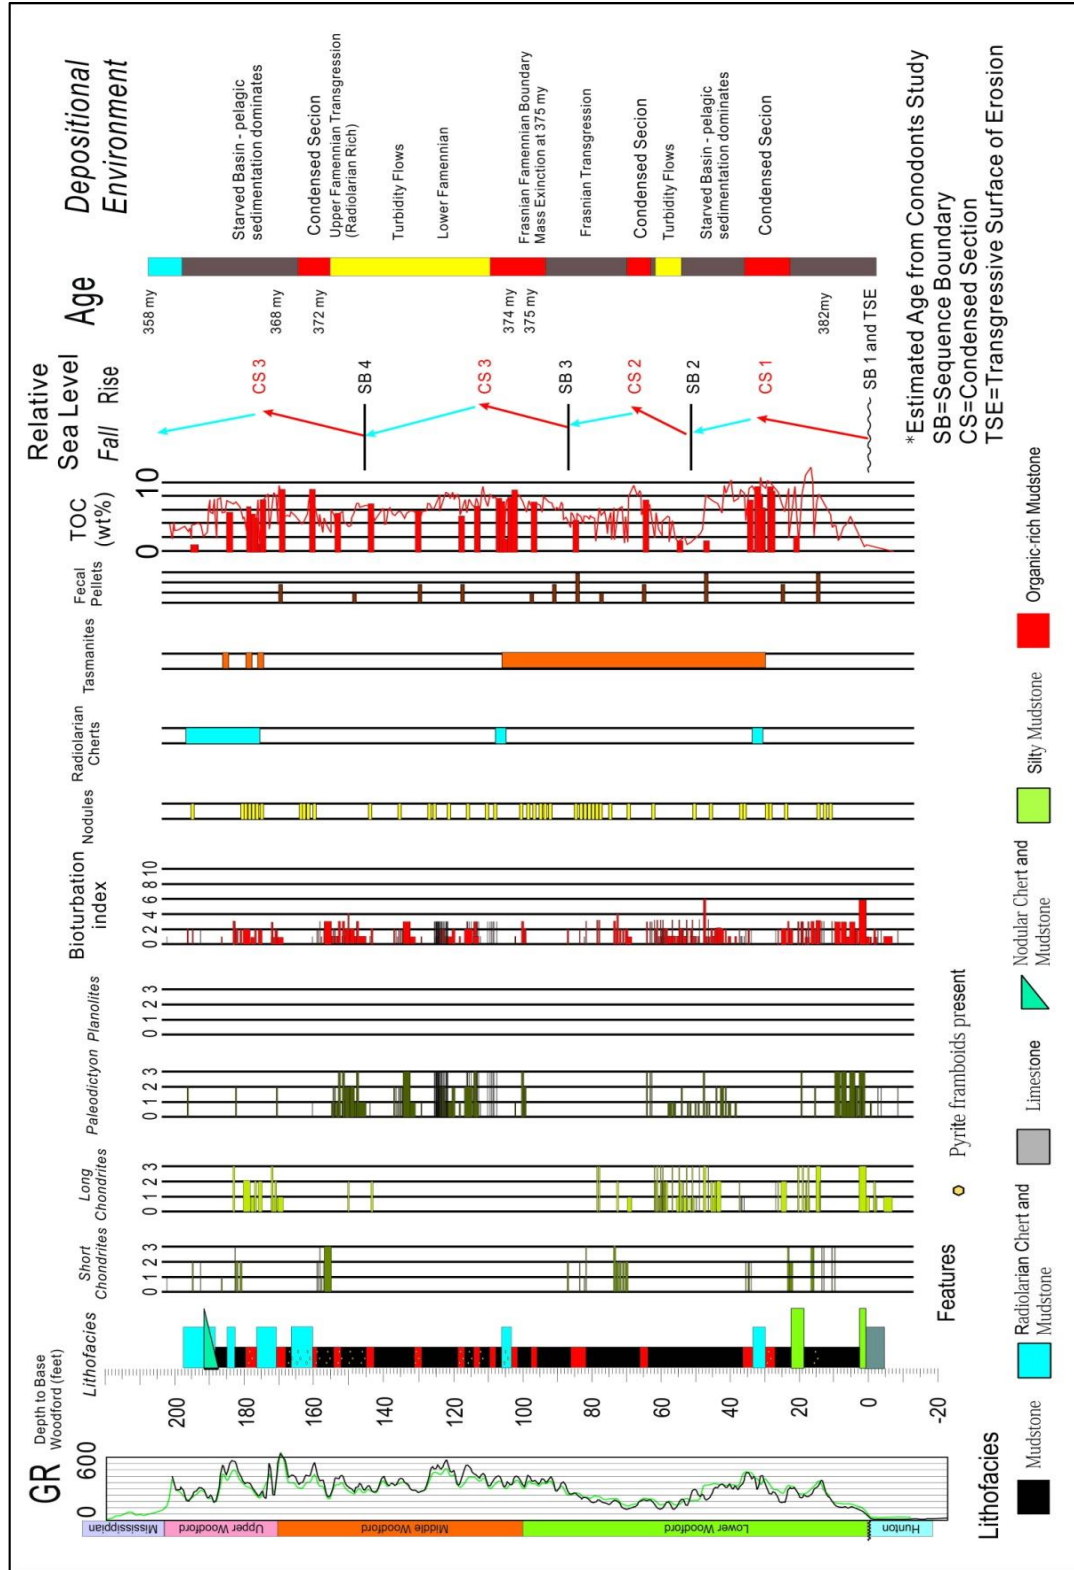 GR
0 600
Depth to Base
Woodford (feet)
Lithofacies
Short
Chondrites
0 1 2 3
Long
Chondrites
0 1 2 3
Paleodictyon
0 1 2 3
Planolites
0 1 2 3
Bioturbation
index
0 2 4 6 8 10
Nodules
Radiolarian
Cherts
Tasmanites
Fecal
Pellets
TOC
(wt%)
0 10
Relative
Sea Level
Fall Rise
Age
Depositional
Environment
Mississippian
Upper Woodford
Middle Woodford
Lower Woodford
Hunton
200
180
160
140
120
100
80
60
40
20
0
-20
CS 3
SB 4
CS 3
SB 3
CS 2
SB 2
CS 1
SB 1 and TSE
358 my
368 my
372 my
374 my
375 my
382my
Starved Basin - pelagic
sedimentation dominates
Condensed Secion
Upper Famennian Transgression
(Radiolarian Rich)
Turbidity Flows
Lower Famennian
Frasnian Famennian Boundary
Mass Exinction at 375 my
Frasnian Transgression
Condensed Secion
Turbidity Flows
Starved Basin - pelagic
sedimentation dominates
Condensed Secion
*Estimated Age from Conodonts Study
SB=Sequence Boundary
CS=Condensed Section
TSE=Transgressive Surface of Erosion
Features
Pyrite framboids present
Lithofacies
Mudstone
Radiolarian Chert and
Mudstone
Limestone
Nodular Chert and
Mudstone
Silty Mudstone
Organic-rich Mudstone